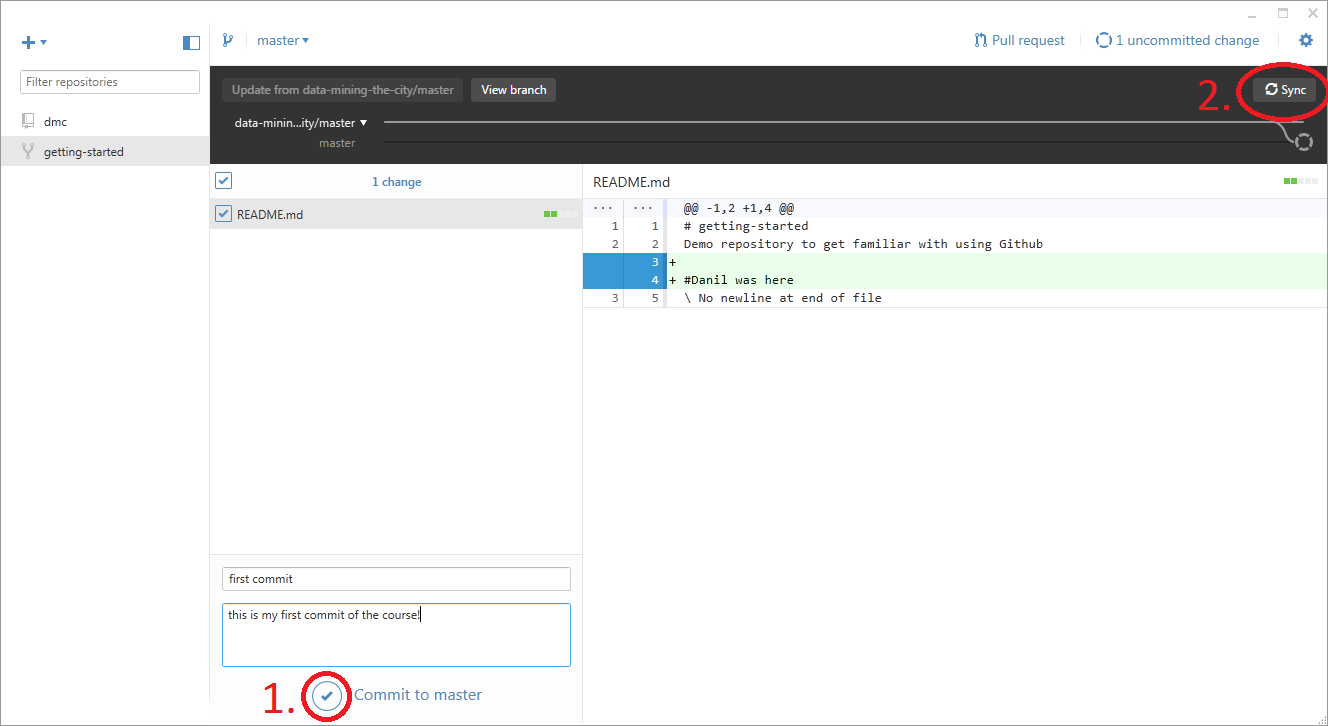 master
Pull request
1 uncommitted change
Filter repositories
dmc
getting-started
Update from data-mining-the-city/master
View branch
2.
Sync
data-minin...ity/master
master
1 change
README.md
README.md
... ... @@ -1,2 +1,4 @@
1 1 # getting-started
2 2 Demo repository to get familiar with using Github
3 +
4 + #Danil was here
3 5 \ No newline at end of file
first commit
this is my first commit of the course!
1.
Commit to master